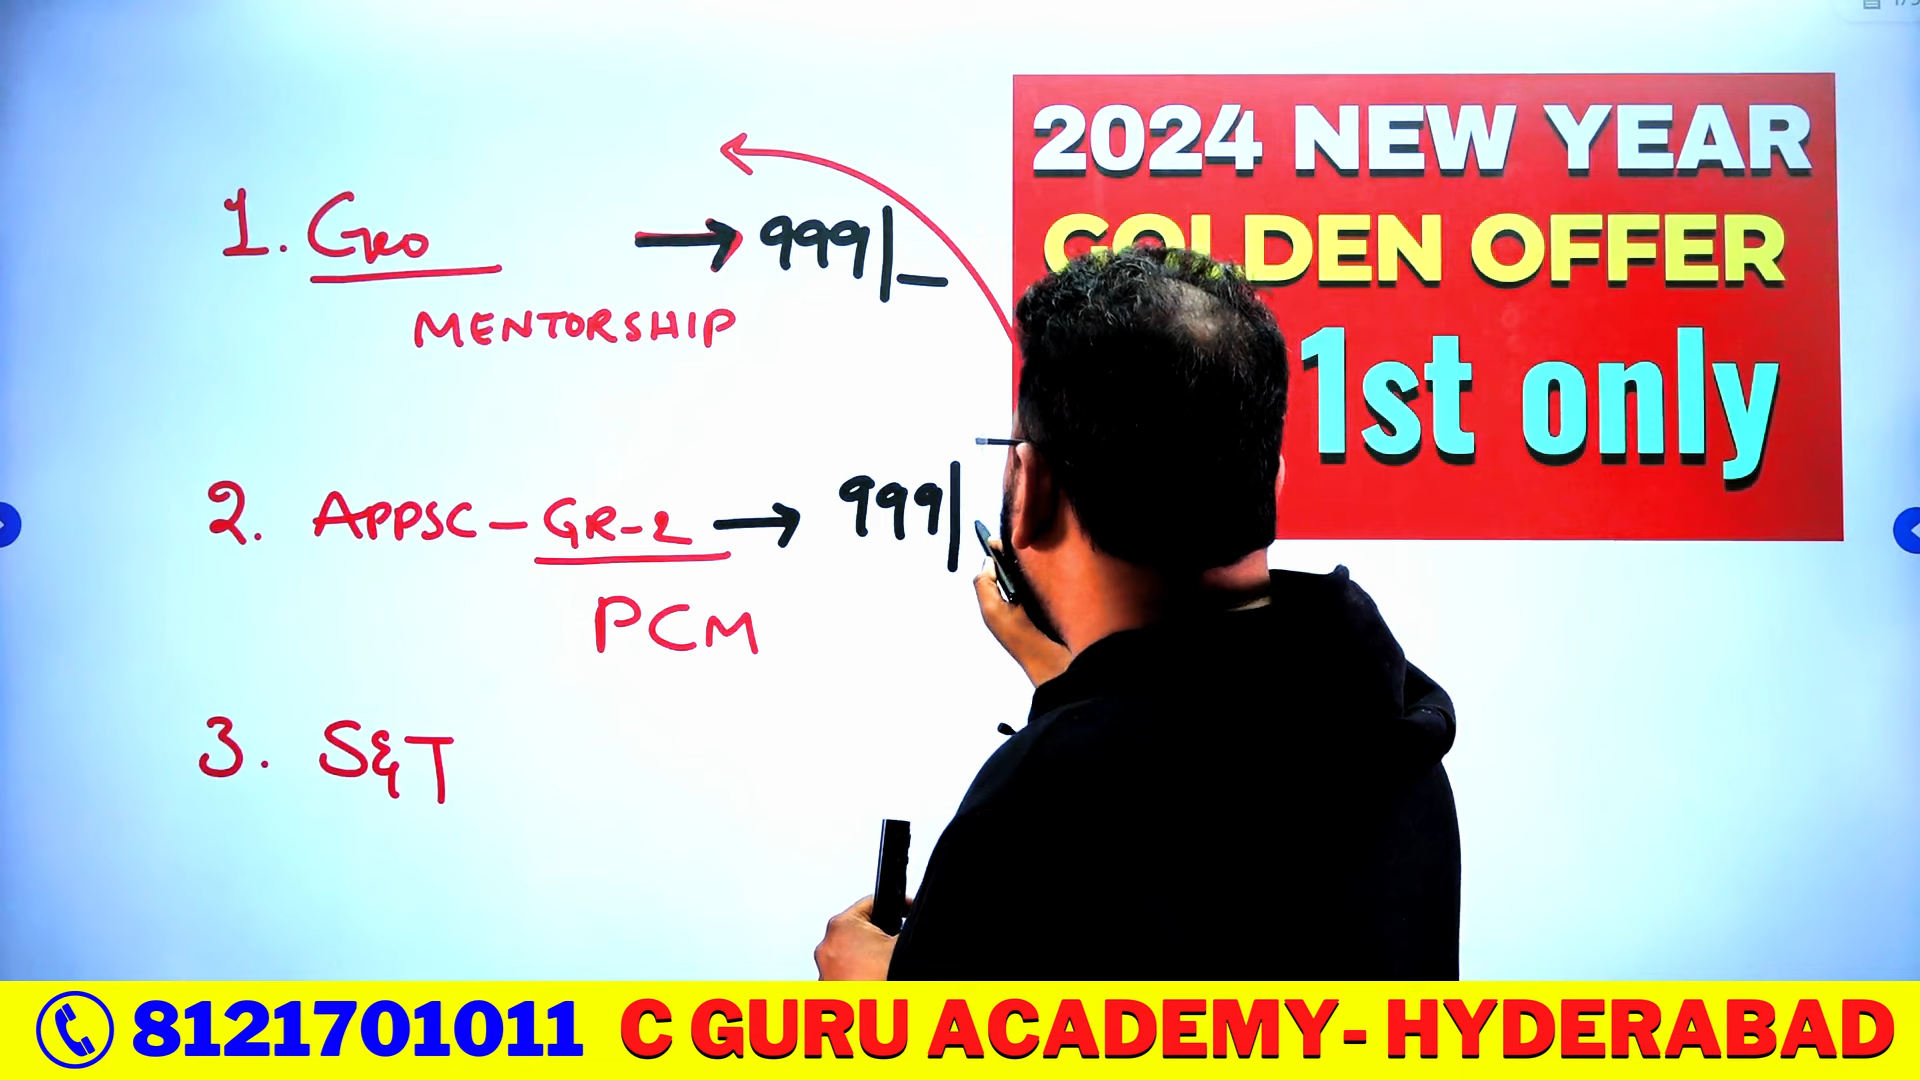 2024 NEW YEAR
GOLDEN OFFER
1st only
1. Geo → 999/-
MENTORSHIP
2. APPSC - GR-2 → 999/
PCM
3. S&T
8121701011 C GURU ACADEMY- HYDERABAD